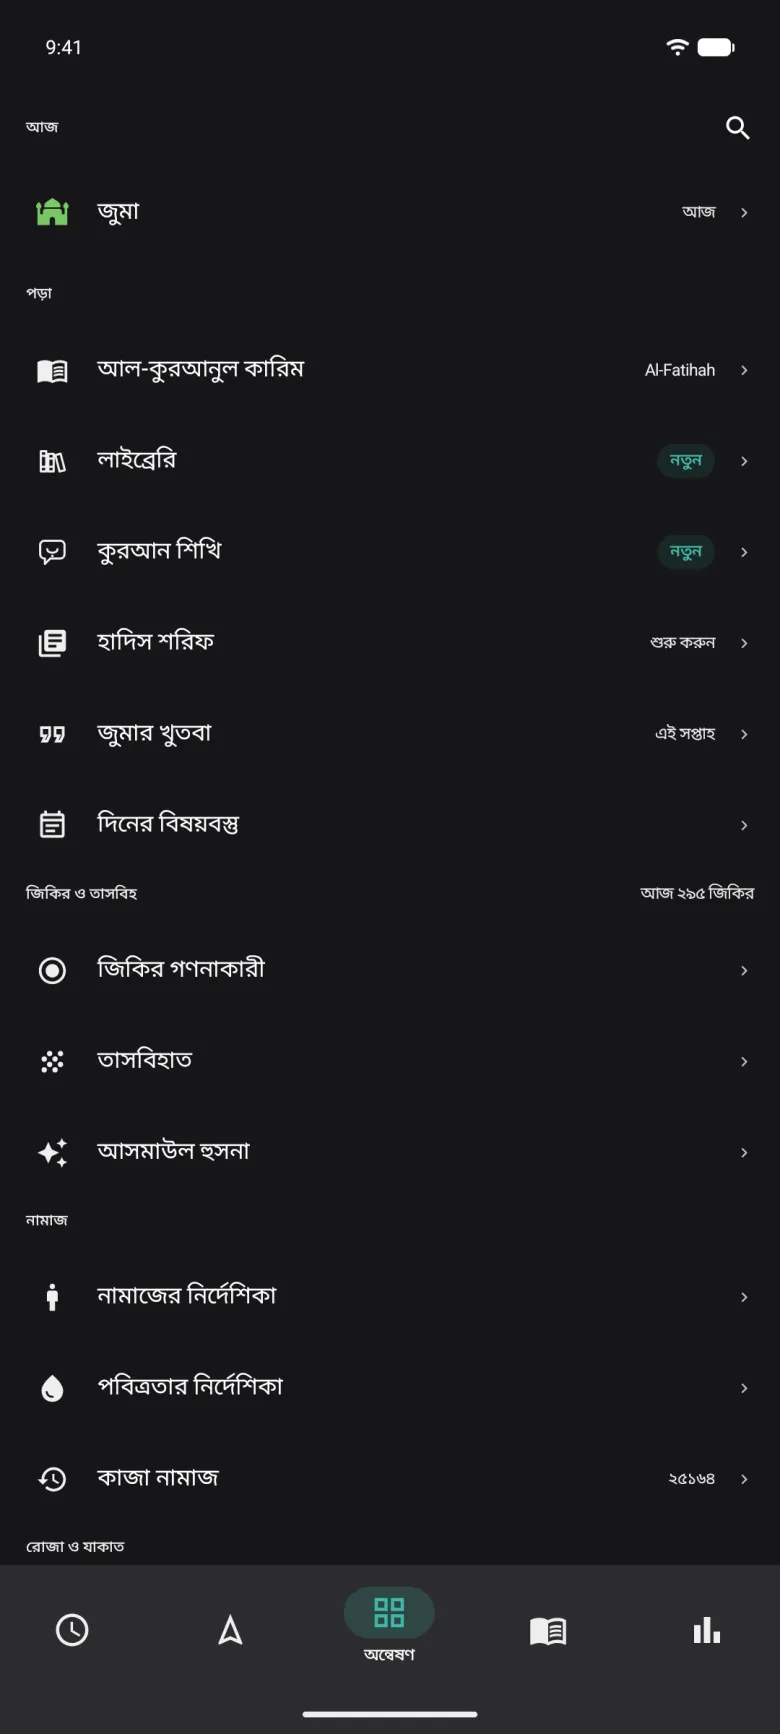 9:41
আজ
জুমা
আজ
পড়া
আল-কুরআনুল কারিম
Al-Fatihah
লাইব্রেরি
নতুন
কুরআন শিখি
নতুন
হাদিস শরিফ
শুরু করুন
জুমার খুতবা
এই সপ্তাহ
দিনের বিষয়বস্তু
জিকির ও তাসবিহ
আজ ২৯৫ জিকির
জিকির গণনাকারী
তাসবিহাত
আসমাউল হুসনা
নামাজ
নামাজের নির্দেশিকা
পবিত্রতার নির্দেশিকা
কাজা নামাজ
২৫১৬৪
রোজা ও যাকাত
অন্বেষণ